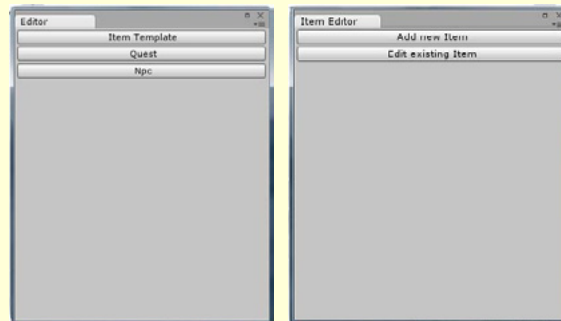 Editor
Item Template
Quest
Npc
Item Editor
Add new Item
Edit existing Item